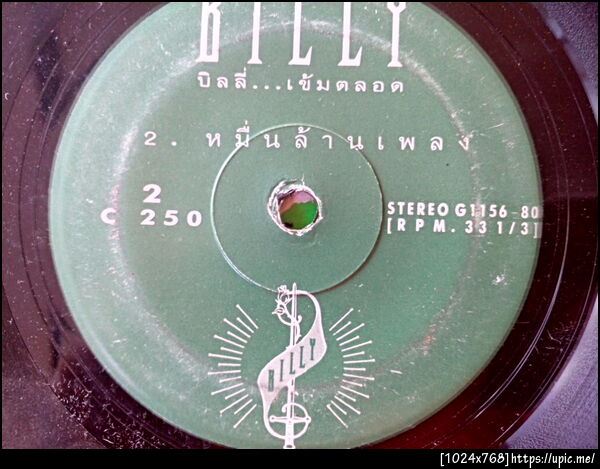 BILLY
บิลลี่...เข้มตลอด
2. หมื่นล้านเพลง
2
C 250
STEREO G1156-80
[RPM. 33 1/3]
BILLY
[1024x768]https://upic.me/